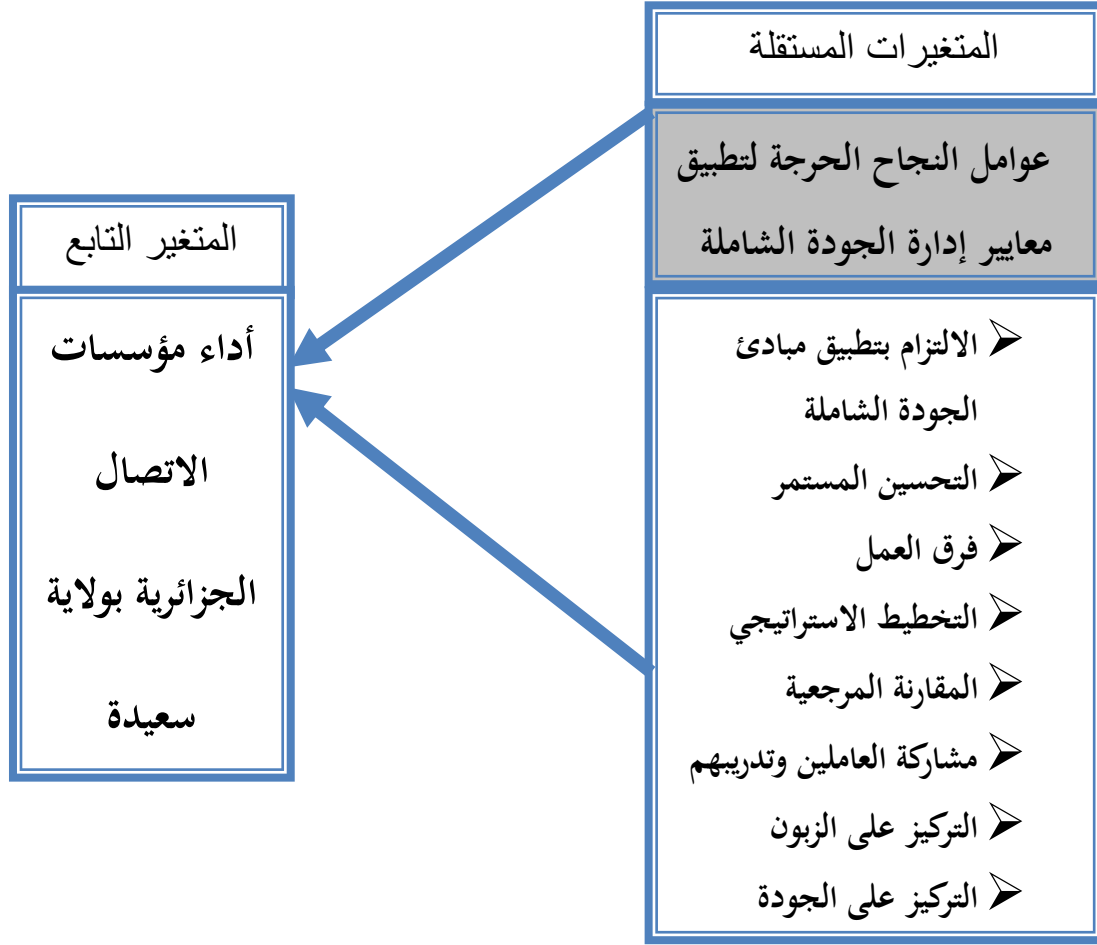 المتغيرات المستقلة
عوامل النجاح الحرجة لتطبيق
معايير إدارة الجودة الشاملة
الالتزام بتطبيق مبادئ
الجودة الشاملة
التحسين المستمر
فرق العمل
التخطيط الاستراتيجي
المقارنة المرجعية
مشاركة العاملين وتدريبهم
التركيز على الزبون
التركيز على الجودة
المتغير التابع
أداء مؤسسات
الاتصال
الجزائرية بولاية
سعيدة